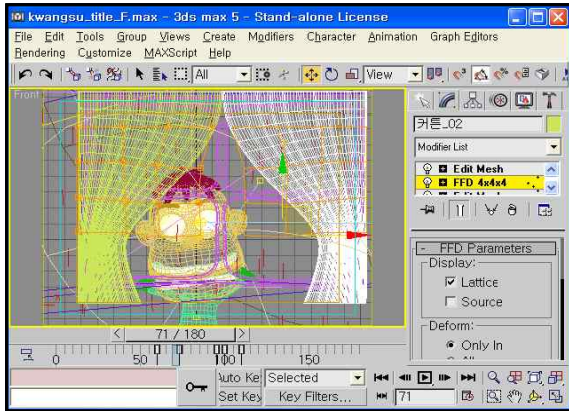 kwangsu_title_F.max - 3ds max 5 - Stand-alone License
File Edit Tools Group Views Create Modifiers Character Animation Graph Editors
Rendering Customize MAXScript Help
All View
Front
커튼_02
Modifier List
Edit Mesh
FFD 4x4x4
Edit Mesh
- FFD Parameters
Display:
Lattice
Source
Deform:
Only In
< 71 / 180 >
0 50 100 150
Auto Key Selected
Set Key Key Filters...
71